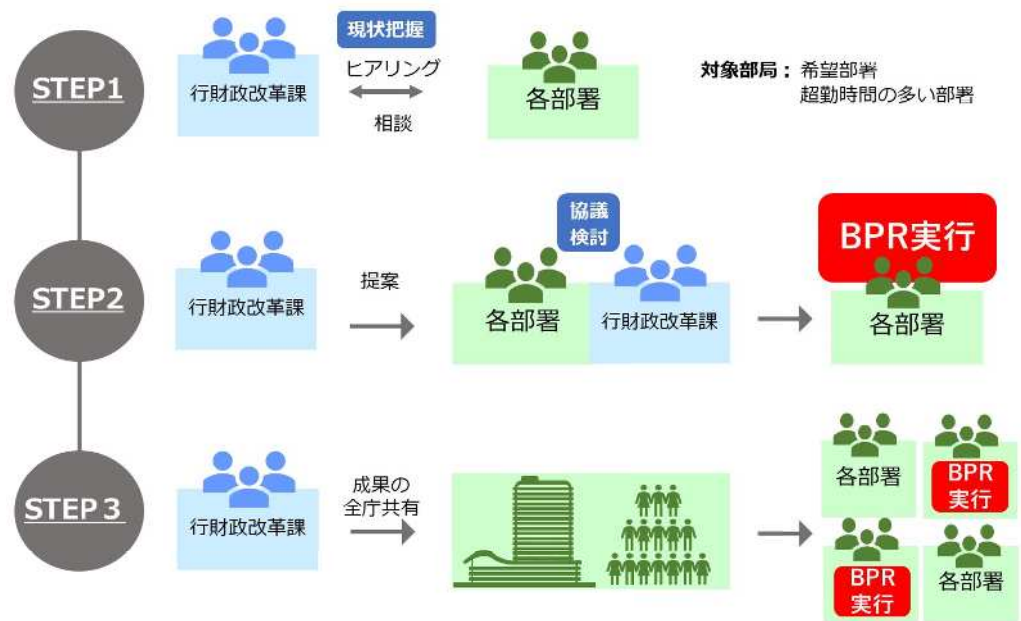 STEP1
行財政改革課
現状把握
ヒアリング
相談
各部署
対象部局： 希望部署
超勤時間の多い部署
STEP2
行財政改革課
提案
協議
検討
各部署
行財政改革課
BPR実行
各部署
STEP３
行財政改革課
成果の
全庁共有
各部署
BPR
実行
BPR
実行
各部署